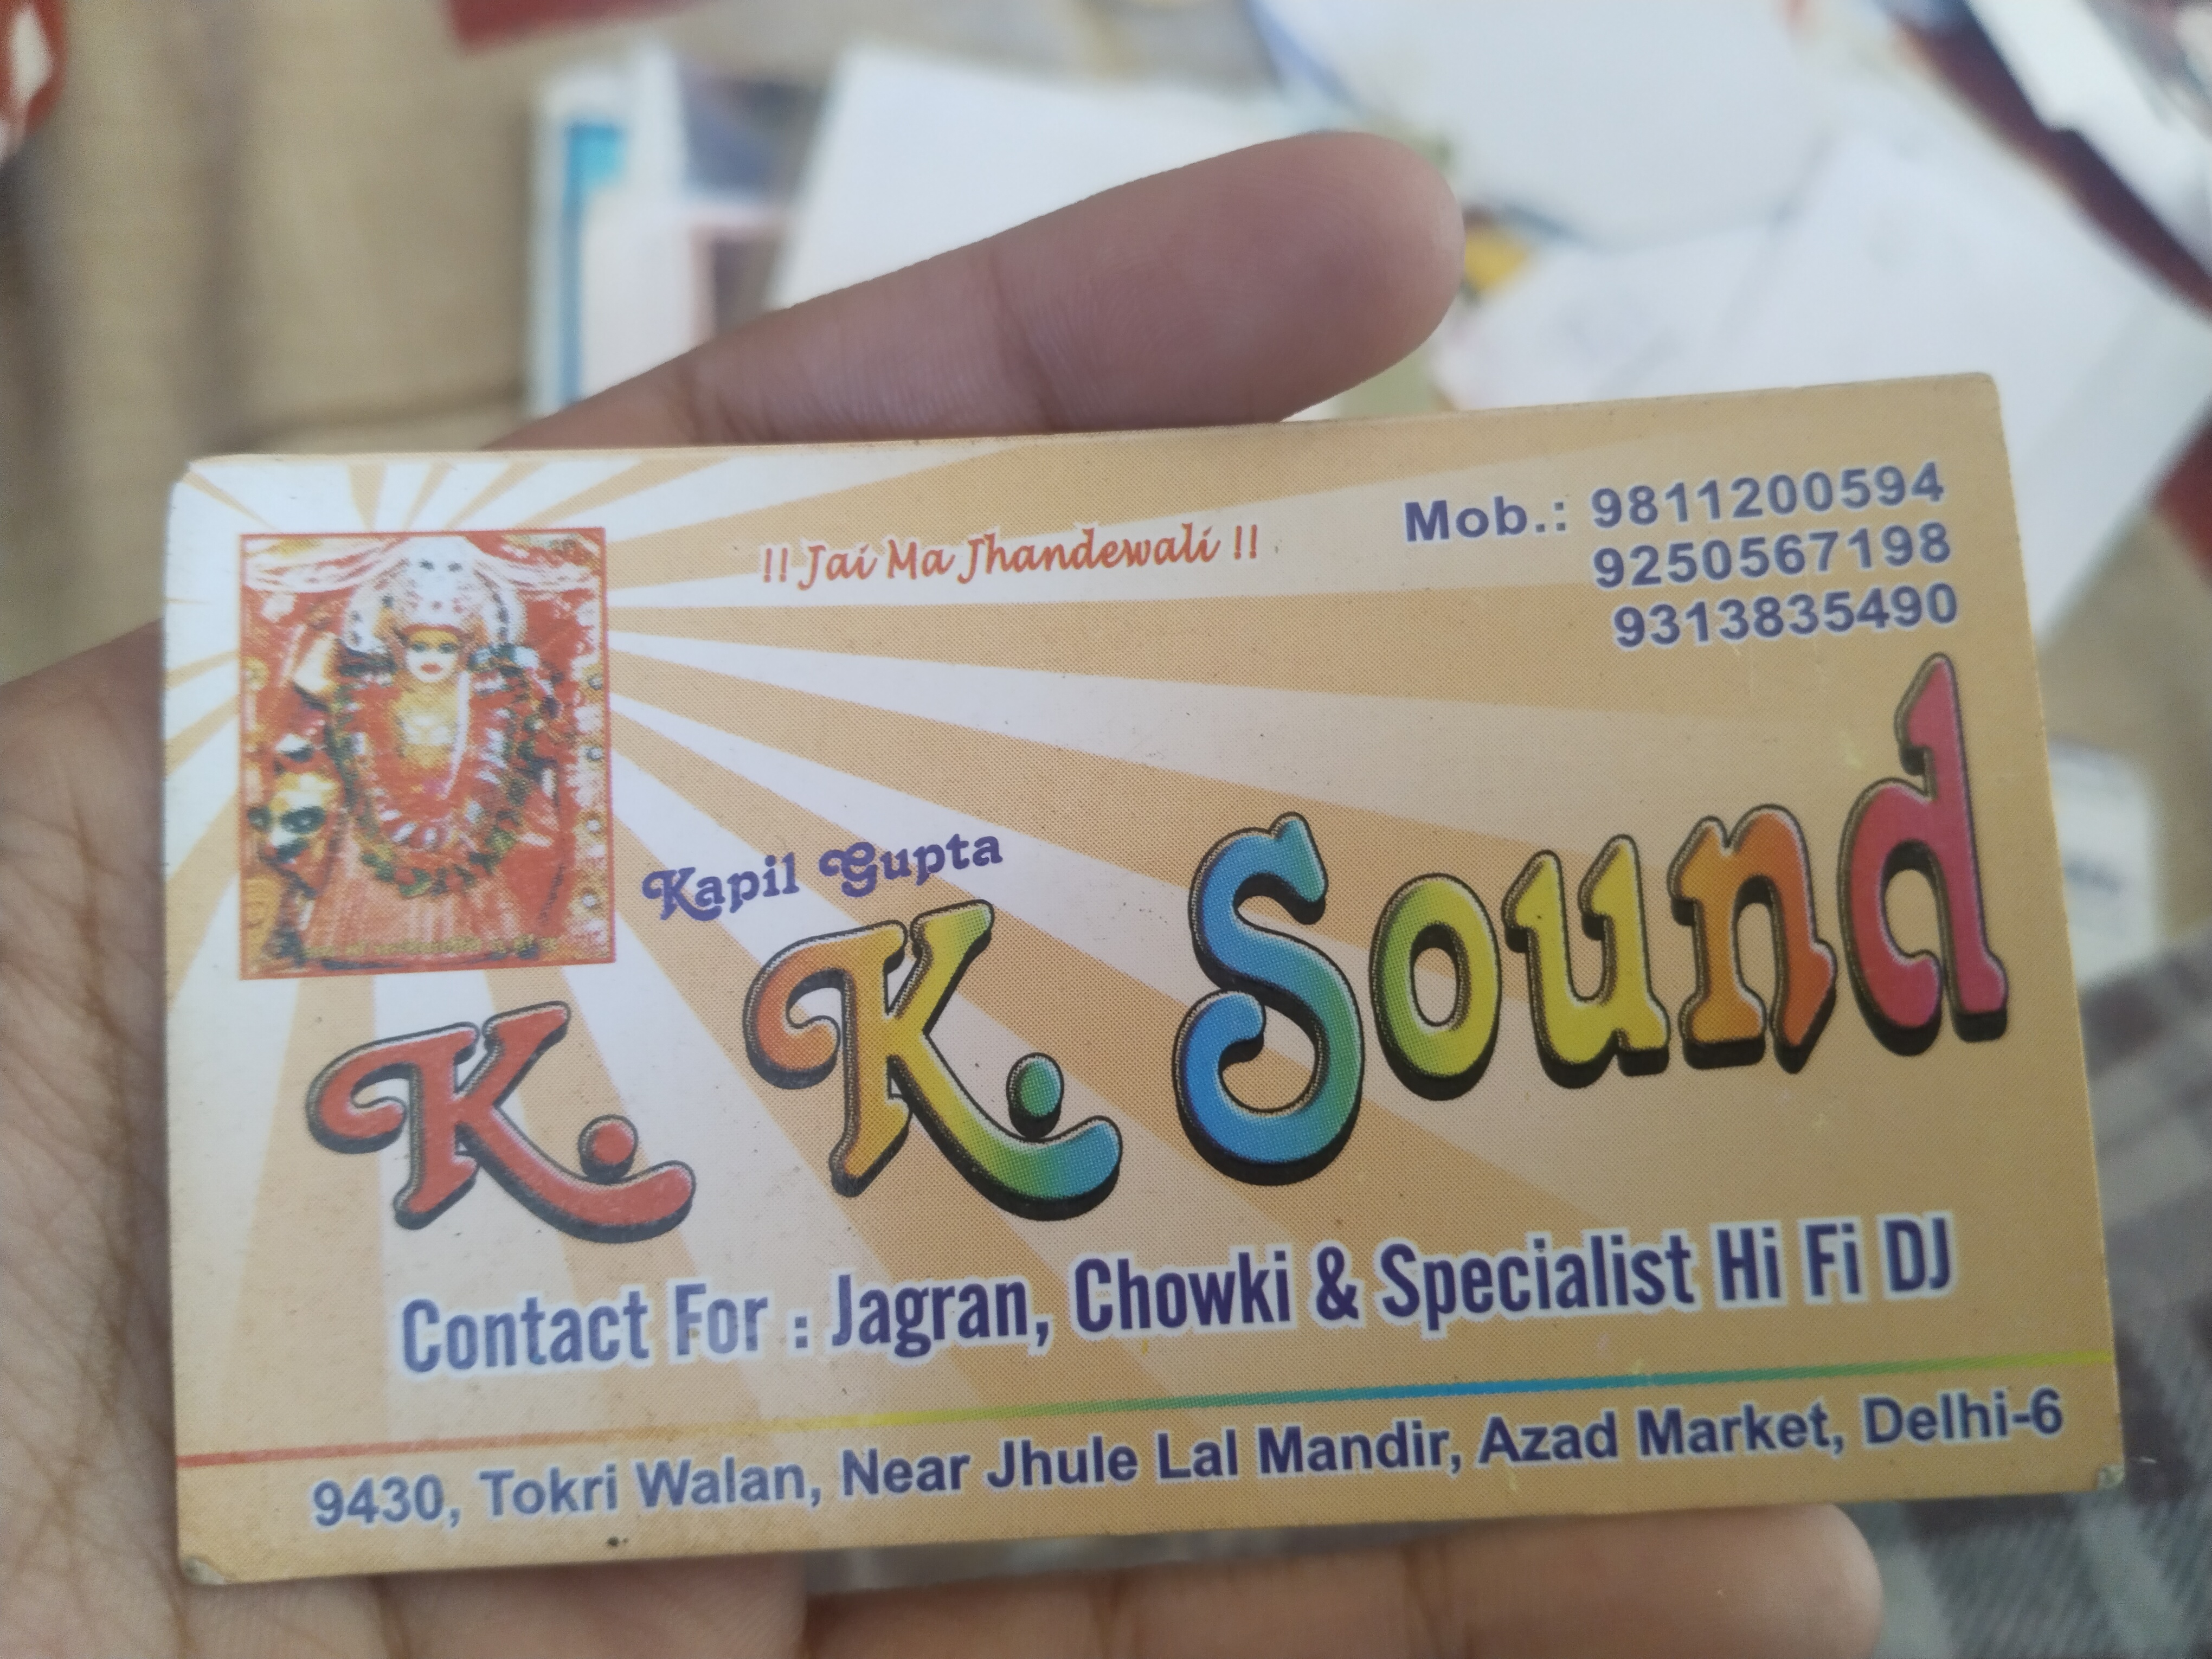 !! Jai Ma Jhandewali !!
Mob.: 9811200594
9250567198
9313835490
Kapil Gupta
K. K. Sound
Contact For : Jagran, Chowki & Specialist Hi Fi DJ
9430, Tokri Walan, Near Jhule Lal Mandir, Azad Market, Delhi-6